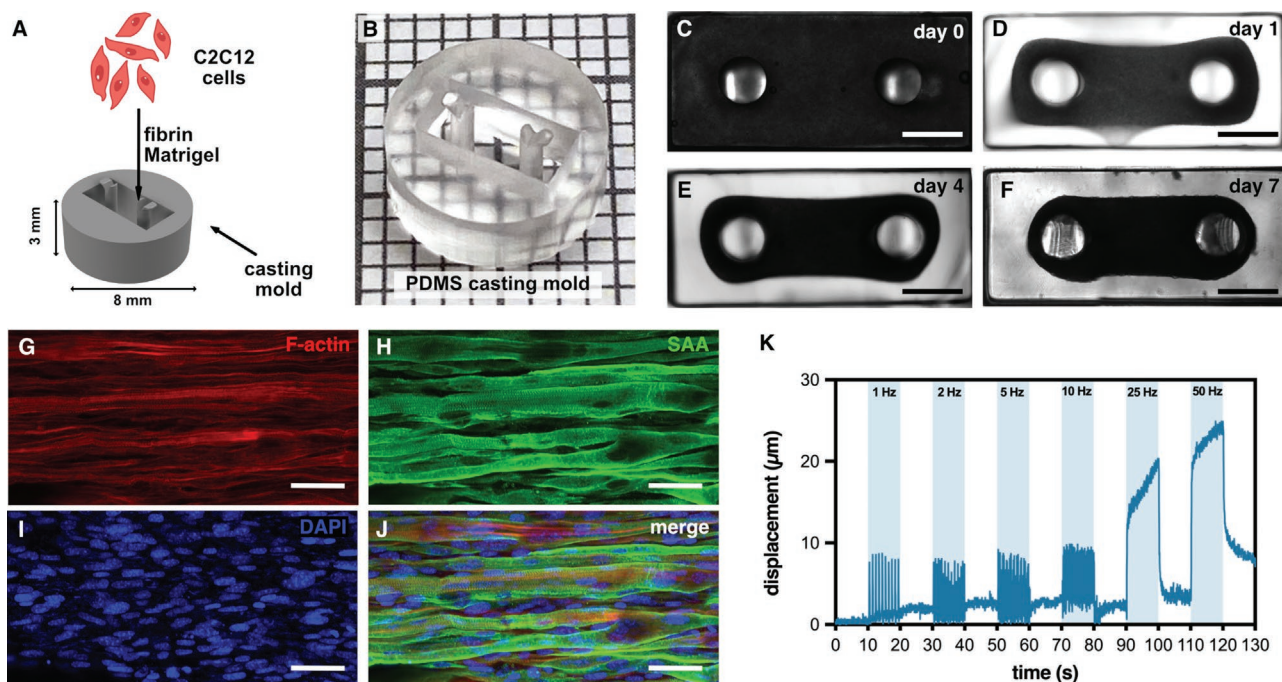 A
C2C12
cells
fibrin
Matrigel
3 mm
8 mm
casting
mold
B
PDMS casting mold
C
day 0
D
day 1
E
day 4
F
day 7
G
F-actin
H
SAA
I
DAPI
J
merge
K
displacement (µm)
30
20
10
0
1 Hz
2 Hz
5 Hz
10 Hz
25 Hz
50 Hz
0 10 20 30 40 50 60 70 80 90 100 110 120 130
time (s)